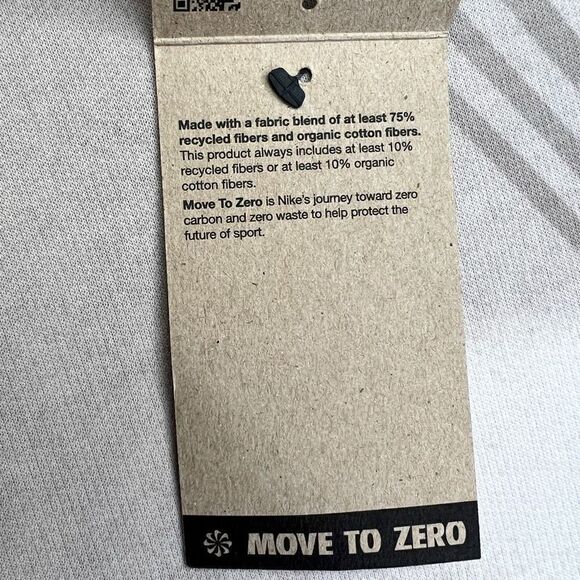 Made with a fabric blend of at least 75%
recycled fibers and organic cotton fibers.
This product always includes at least 10%
recycled fibers or at least 10% organic
cotton fibers.
Move To Zero is Nike's journey toward zero
carbon and zero waste to help protect the
future of sport.
MOVE TO ZERO